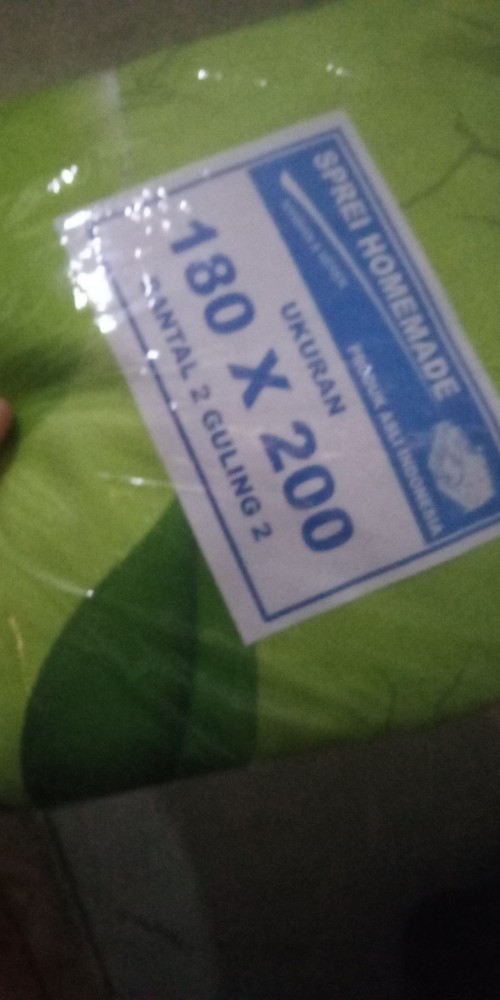 SPREI HOMEMADE
PRODUK ASLI INDONESIA
UKURAN
180 X 200
BANTAL 2 GULING 2